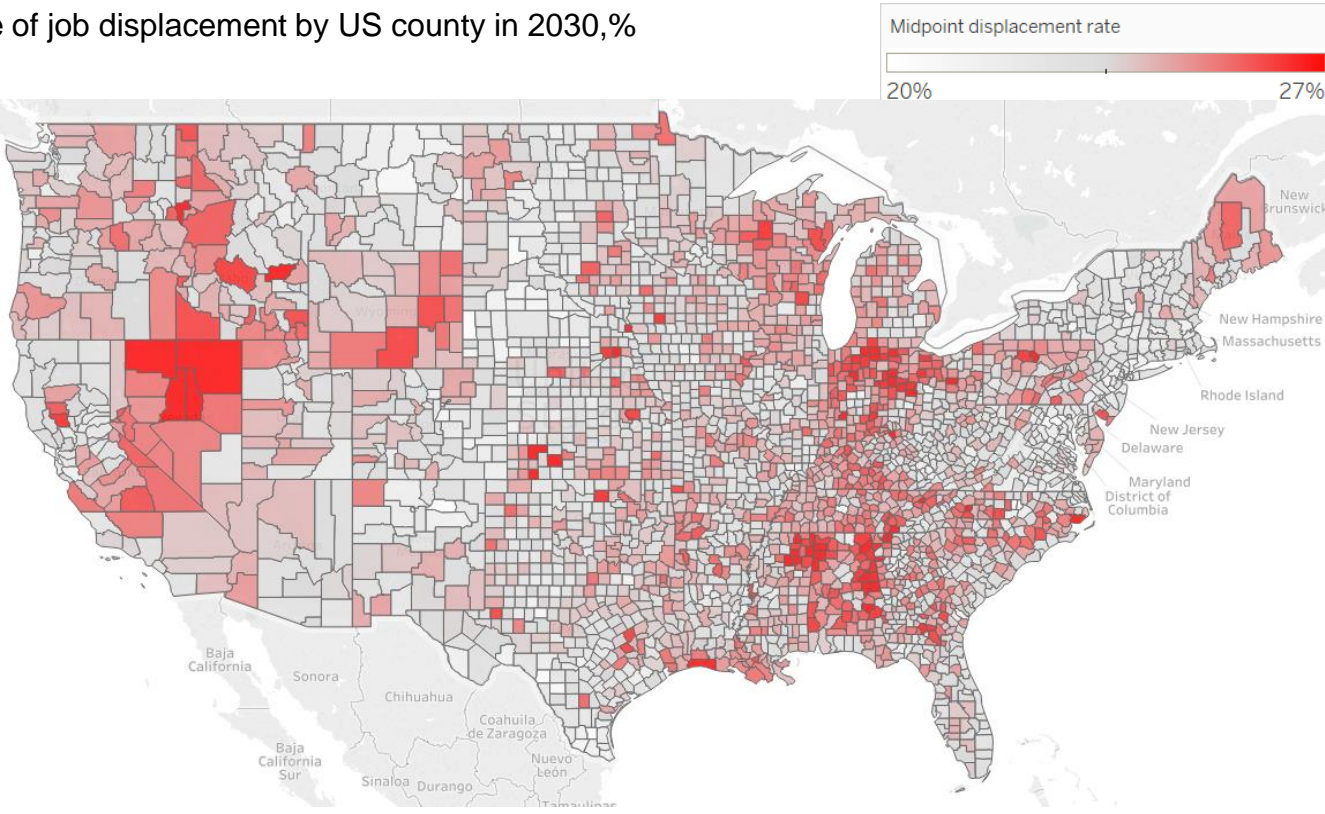 e of job displacement by US county in 2030,%
Midpoint displacement rate
20%
27%
New
Brunswick
Wyoming
New Hampshire
Massachusetts
Rhode Island
New Jersey
Delaware
Maryland
District of
Columbia
Baja
California
Sonora
Chihuahua
Coahuila
de Zaragoza
Nuevo
León
Baja
California
Sur
Sinaloa
Durango
Tamaulipas